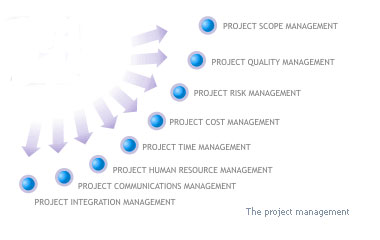 PROJECT SCOPE MANAGEMENT
PROJECT QUALITY MANAGEMENT
PROJECT RISK MANAGEMENT
PROJECT COST MANAGEMENT
PROJECT TIME MANAGEMENT
PROJECT HUMAN RESOURCE MANAGEMENT
PROJECT COMMUNICATIONS MANAGEMENT
PROJECT INTEGRATION MANAGEMENT
The project management